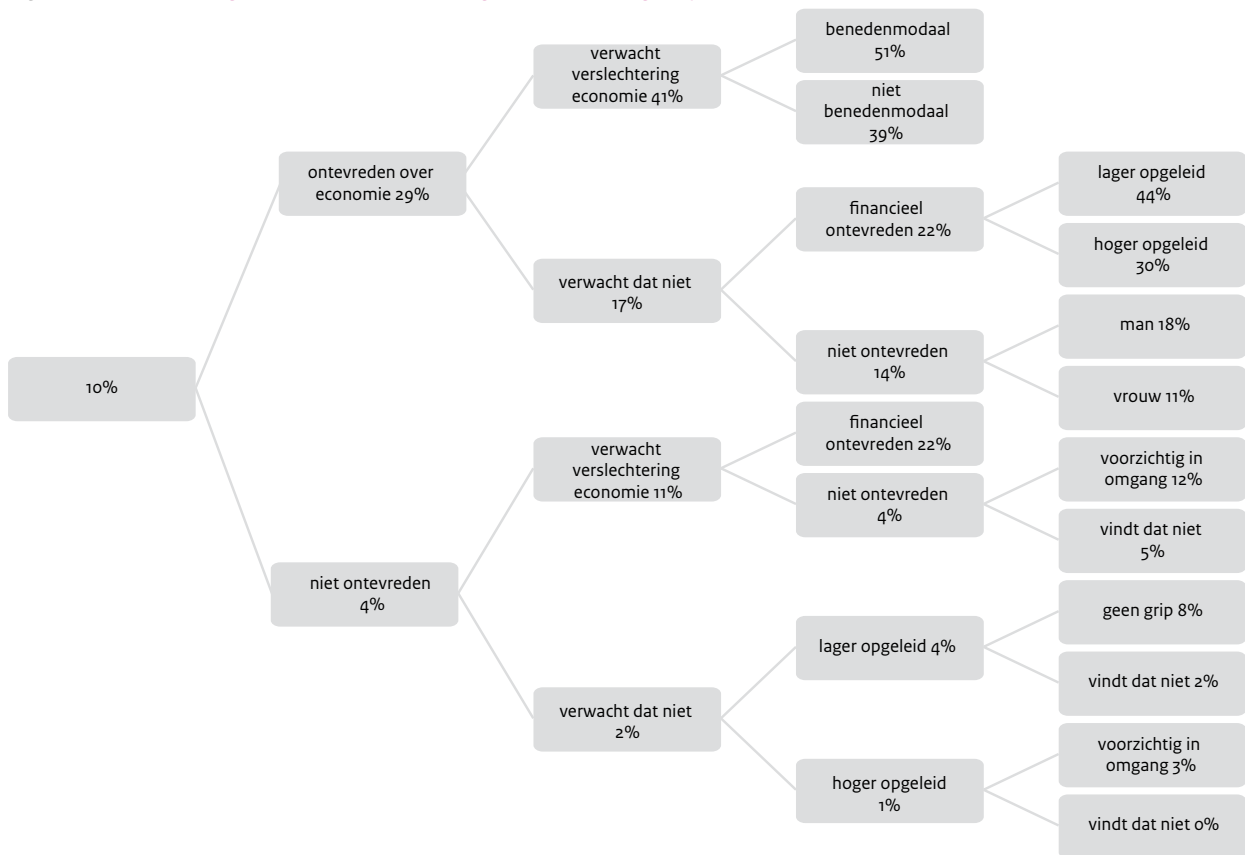 benedenmodaal
51%
verwacht
verslechtering
economie 41%
niet
benedenmodaal
39%
ontevreden over
economie 29%
lager opgeleid
44%
financieel
ontevreden 22%
hoger opgeleid
30%
verwacht dat niet
17%
man 18%
niet ontevreden
14%
vrouw 11%
10%
financieel
ontevreden 22%
verwacht
verslechtering
economie 11%
voorzichtig in
omgang 12%
niet ontevreden
4%
vindt dat niet
5%
niet ontevreden
4%
geen grip 8%
lager opgeleid 4%
vindt dat niet 2%
verwacht dat niet
2%
voorzichtig in
omgang 3%
hoger opgeleid
1%
vindt dat niet 0%